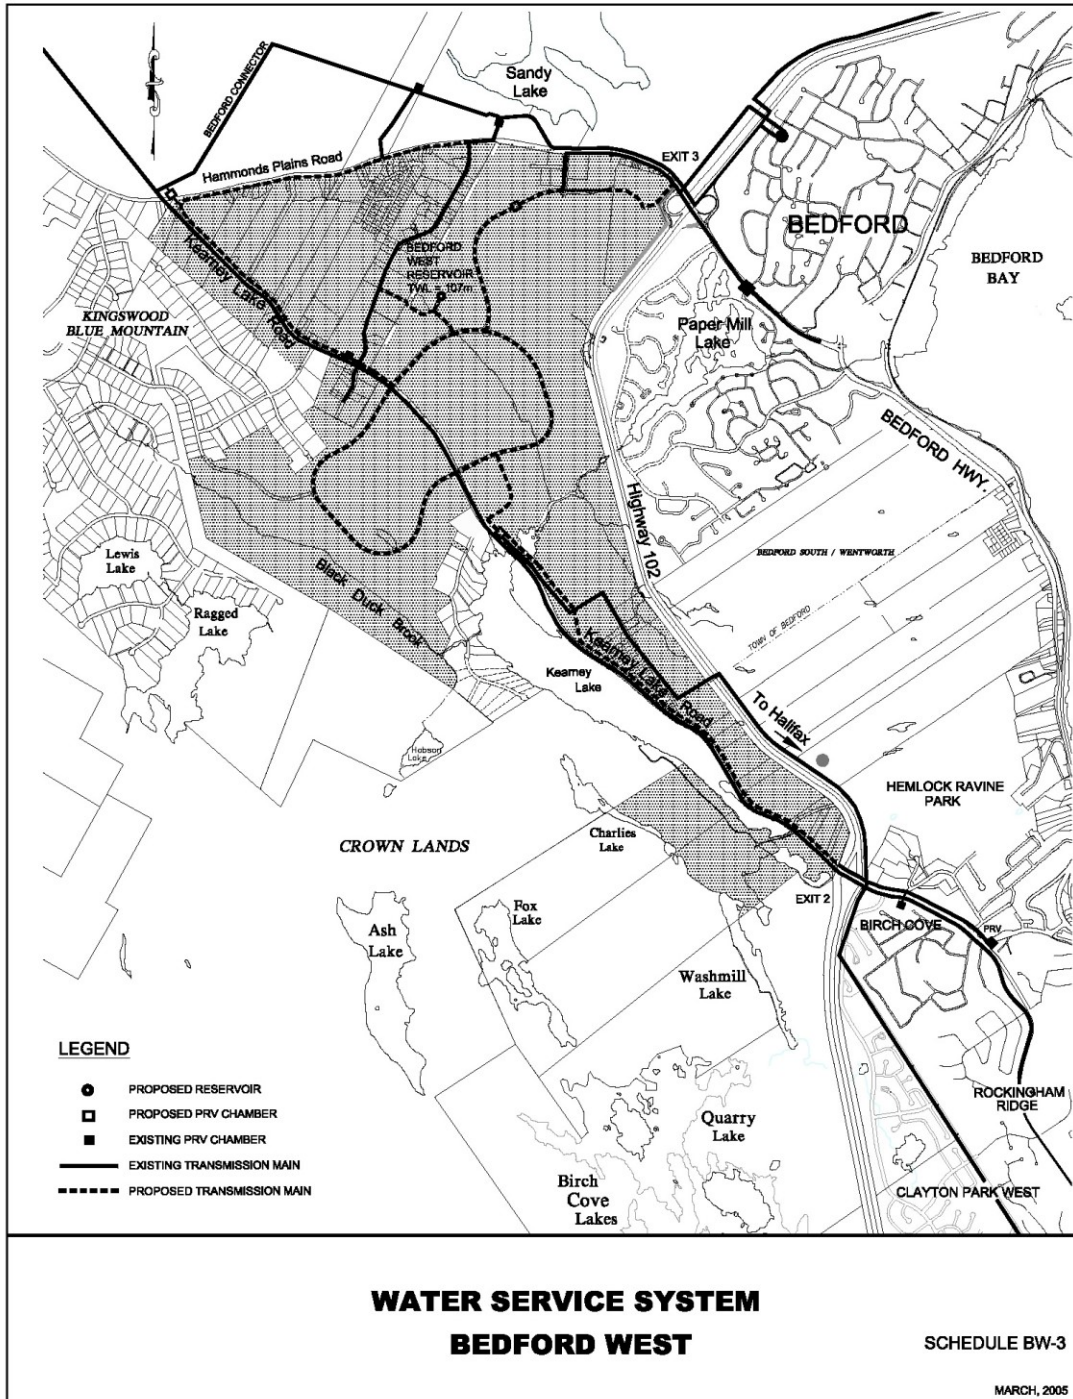 Sandy
Lake
BEDFORD CONNECTOR
Hammonds Plains Road
EXIT 3
BEDFORD
BEDFORD
BAY
BEDFORD
WEST
RESERVOIR
TWL = 107m
Kearney Lake Road
KINGSWOOD
BLUE MOUNTAIN
Paper Mill
Lake
BEDFORD HWY.
Highway 102
BEDFORD SOUTH / WENTWORTH
TOWN OF BEDFORD
Lewis
Lake
Ragged
Lake
Black Duck Brook
Kearney
Lake
Kearney Lake Road
To Halifax
Hobson
Lake
HEMLOCK RAVINE
PARK
CROWN LANDS
Charlies
Lake
EXIT 2
Fox
Lake
Ash
Lake
BIRCH COVE
PRV
Washmill
Lake
LEGEND
PROPOSED RESERVOIR
PROPOSED PRV CHAMBER
EXISTING PRV CHAMBER
EXISTING TRANSMISSION MAIN
PROPOSED TRANSMISSION MAIN
ROCKINGHAM
RIDGE
Quarry
Lake
Birch
Cove
Lakes
CLAYTON PARK WEST
WATER SERVICE SYSTEM
BEDFORD WEST
SCHEDULE BW-3
MARCH, 2005